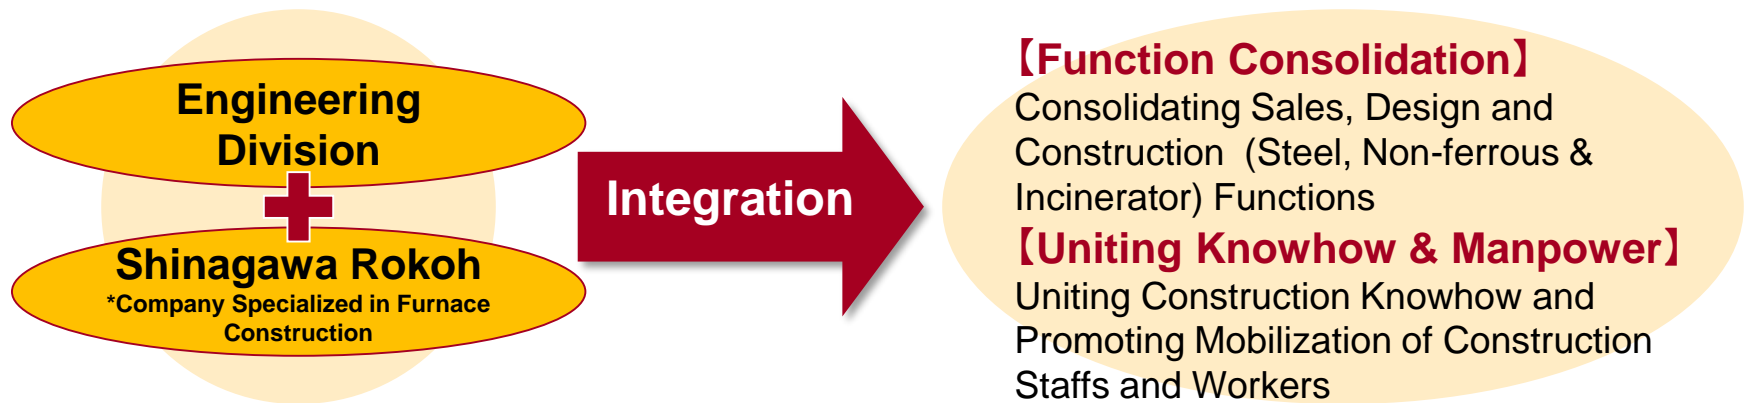 Engineering
Division
Shinagawa Rokoh
*Company Specialized in Furnace
Construction
Integration
【Function Consolidation】
Consolidating Sales, Design and
Construction (Steel, Non-ferrous &
Incinerator) Functions
【Uniting Knowhow & Manpower】
Uniting Construction Knowhow and
Promoting Mobilization of Construction
Staffs and Workers